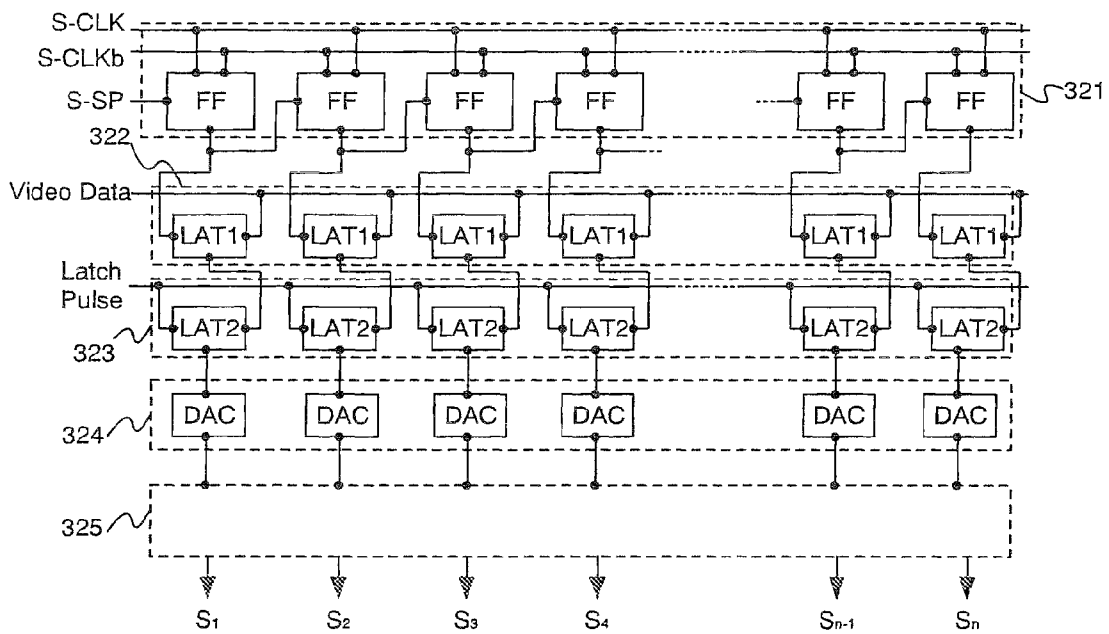 S-CLK
S-CLKb
S-SP
FF FF FF FF FF FF
321
322
Video Data
LAT1 LAT1 LAT1 LAT1 LAT1 LAT1
Latch
Pulse
LAT2 LAT2 LAT2 LAT2 LAT2 LAT2
323
DAC DAC DAC DAC DAC DAC
324
325
S1 S2 S3 S4 Sn-1 Sn